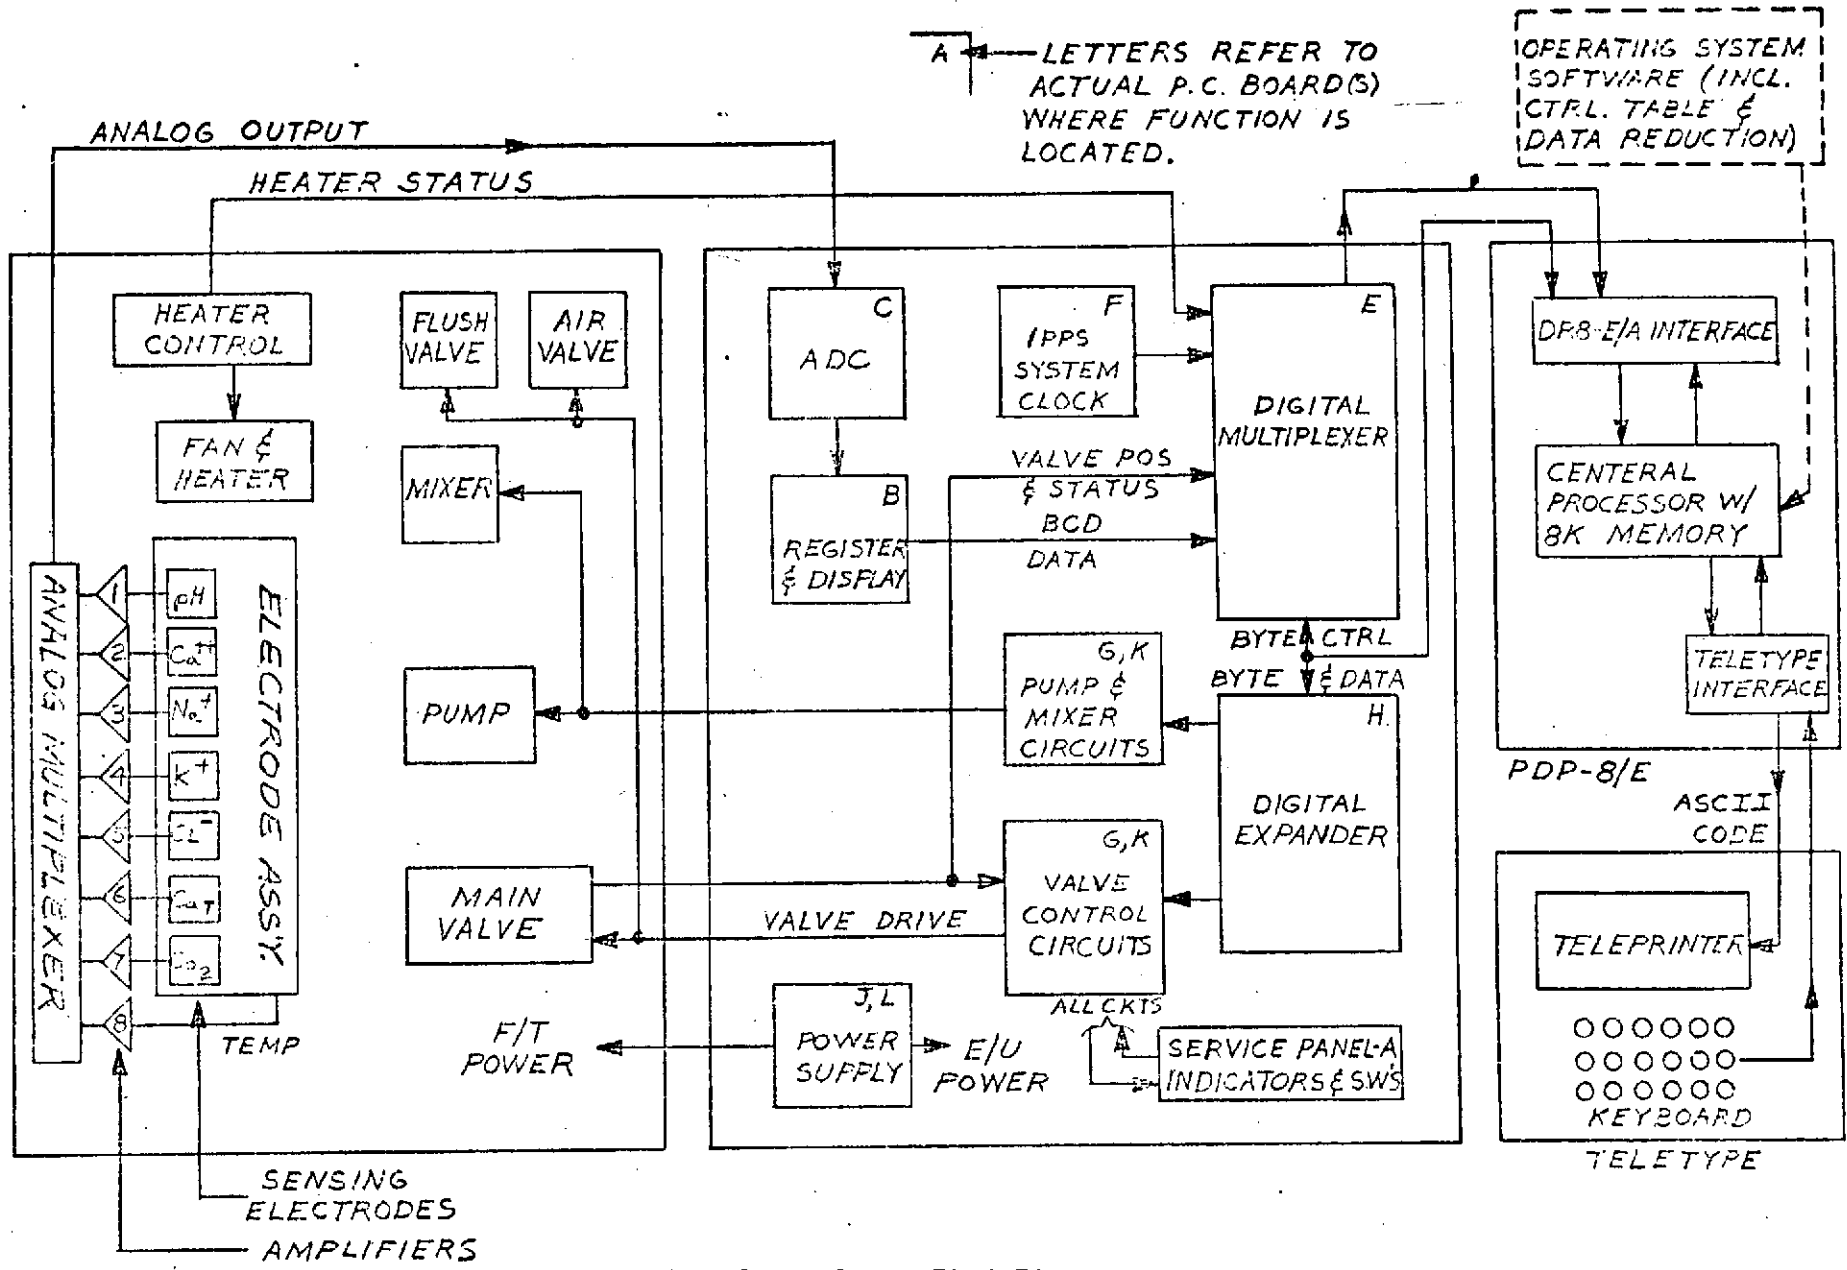 A
LETTERS REFER TO
ACTUAL P.C. BOARD(S)
WHERE FUNCTION IS
LOCATED.
OPERATING SYSTEM
SOFTWARE (INCL.
CTRL. TABLE &
DATA REDUCTION)
ANALOG OUTPUT
HEATER STATUS
HEATER
CONTROL
FAN &
HEATER
FLUSH
VALVE
AIR
VALVE
MIXER
PUMP
MAIN
VALVE
ANALOG MULTIPLEXER
1
2
3
4
5
6
7
8
pH
Ca++
Na+
K+
CL-
CaT
CO2
ELECTRODE ASSY.
TEMP
SENSING
ELECTRODES
AMPLIFIERS
F/T
POWER
C
ADC
B
REGISTER
& DISPLAY
F
1PPS
SYSTEM
CLOCK
E
DIGITAL
MULTIPLEXER
VALVE POS
& STATUS
BCD
DATA
BYTE CTRL
BYTE & DATA
G,K
PUMP &
MIXER
CIRCUITS
H
DIGITAL
EXPANDER
G,K
VALVE
CONTROL
CIRCUITS
VALVE DRIVE
J,L
POWER
SUPPLY
E/U
POWER
ALL CKTS
SERVICE PANEL-A
INDICATORS & SW'S
DR8-E/A INTERFACE
CENTERAL
PROCESSOR W/
8K MEMORY
TELETYPE
INTERFACE
PDP-8/E
ASCII
CODE
TELEPRINTER
KEYBOARD
TELETYPE